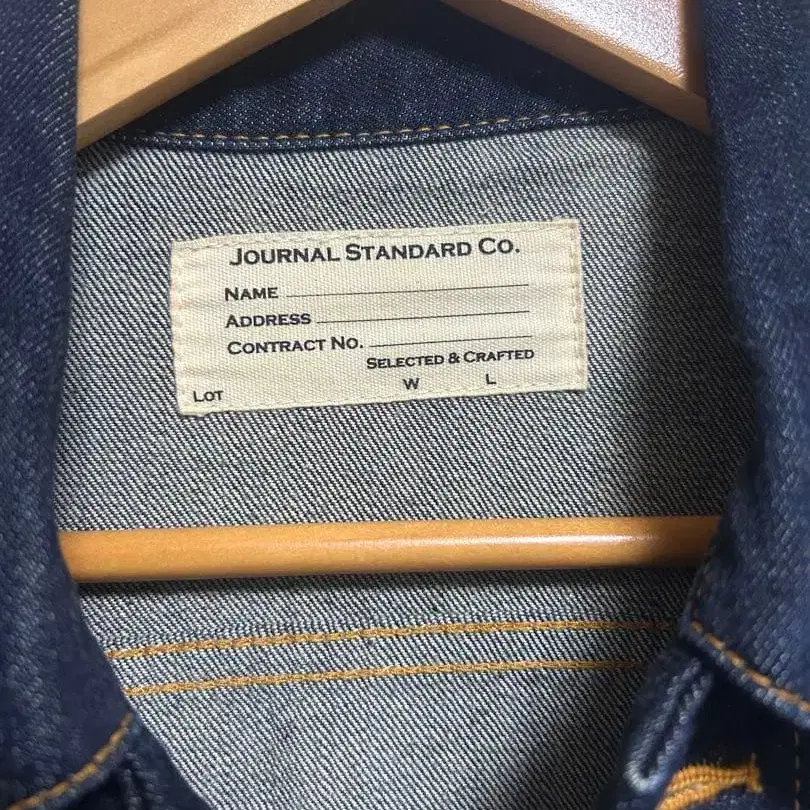 JOURNAL STANDARD CO.
NAME
ADDRESS
CONTRACT NO.
SELECTED & CRAFTED
W L
LOT